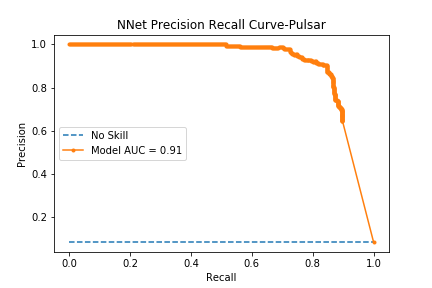 NNet Precision Recall Curve-Pulsar
Precision
1.0
0.8
0.6
0.4
0.2
No Skill
Model AUC = 0.91
0.0 0.2 0.4 0.6 0.8 1.0
Recall